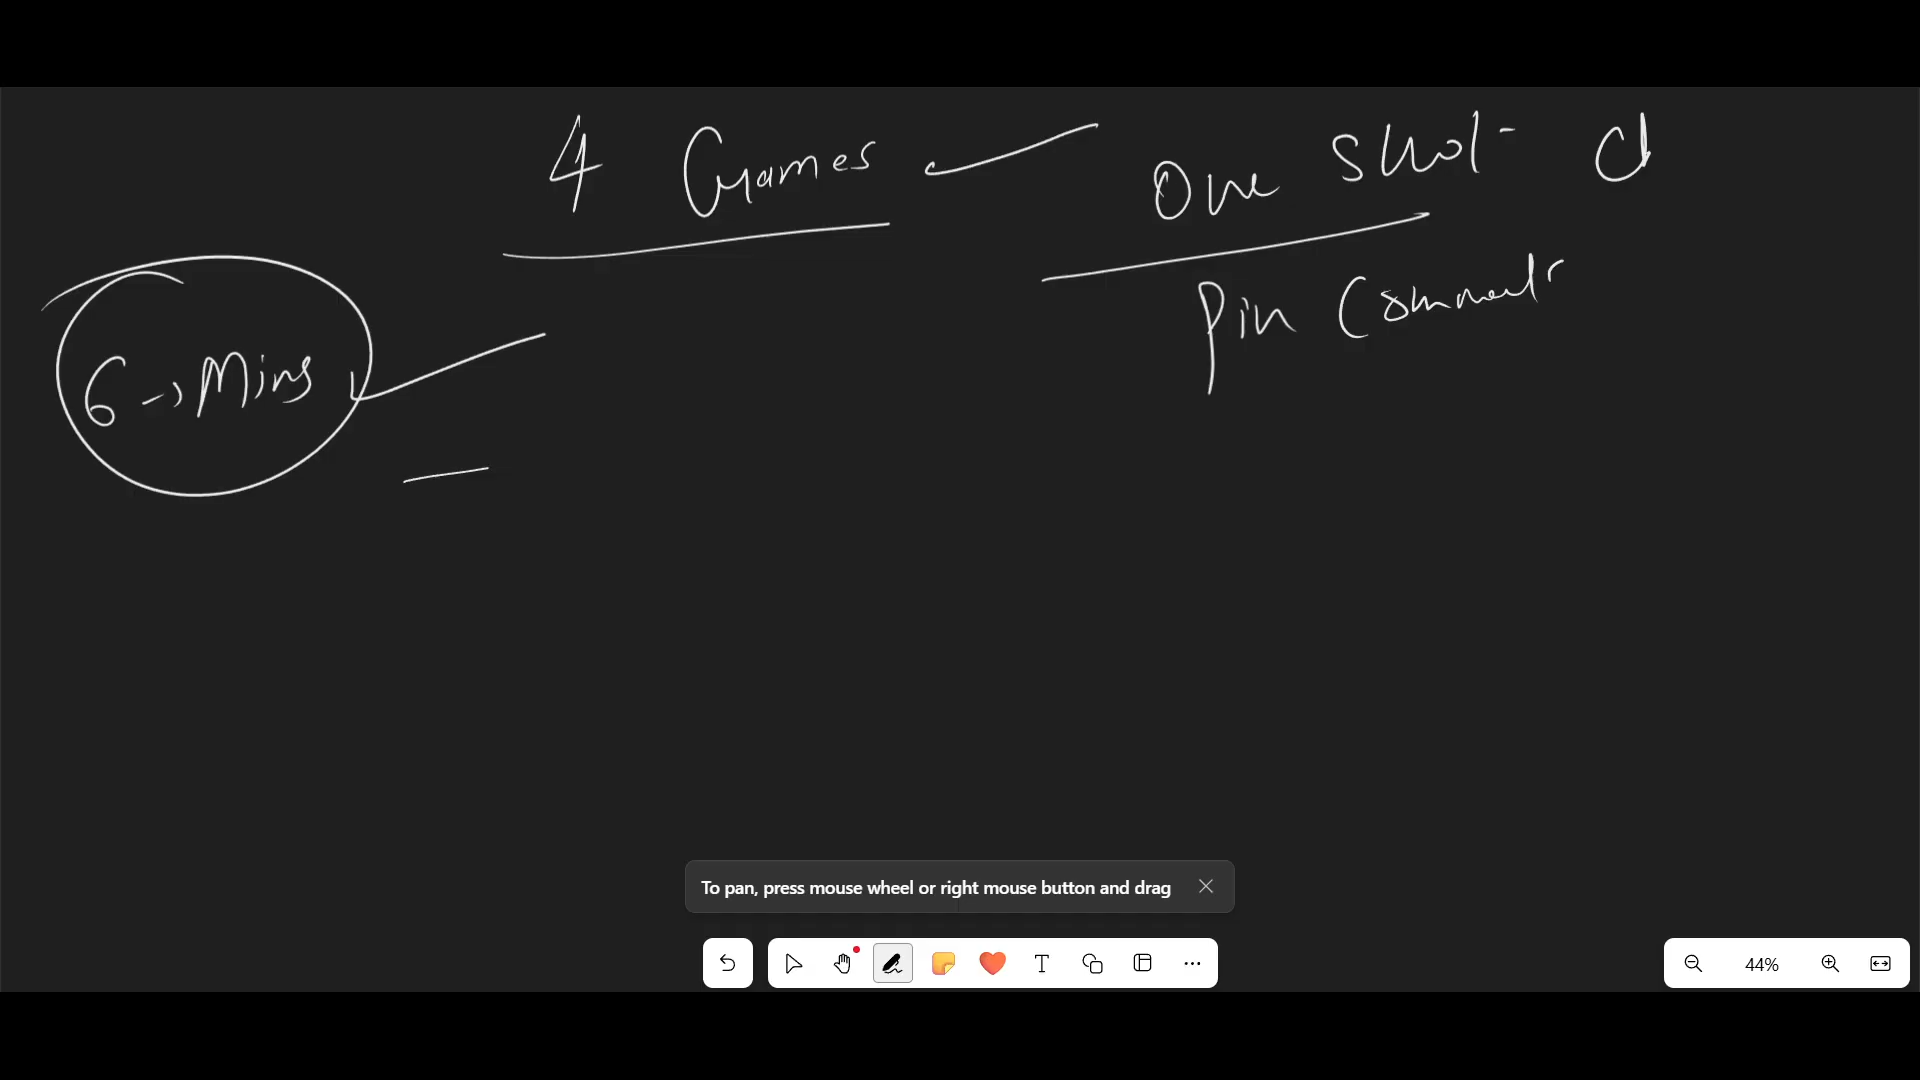 4 Games One Shot
Pin Comment
6 → Mins
To pan, press mouse wheel or right mouse button and drag
44%